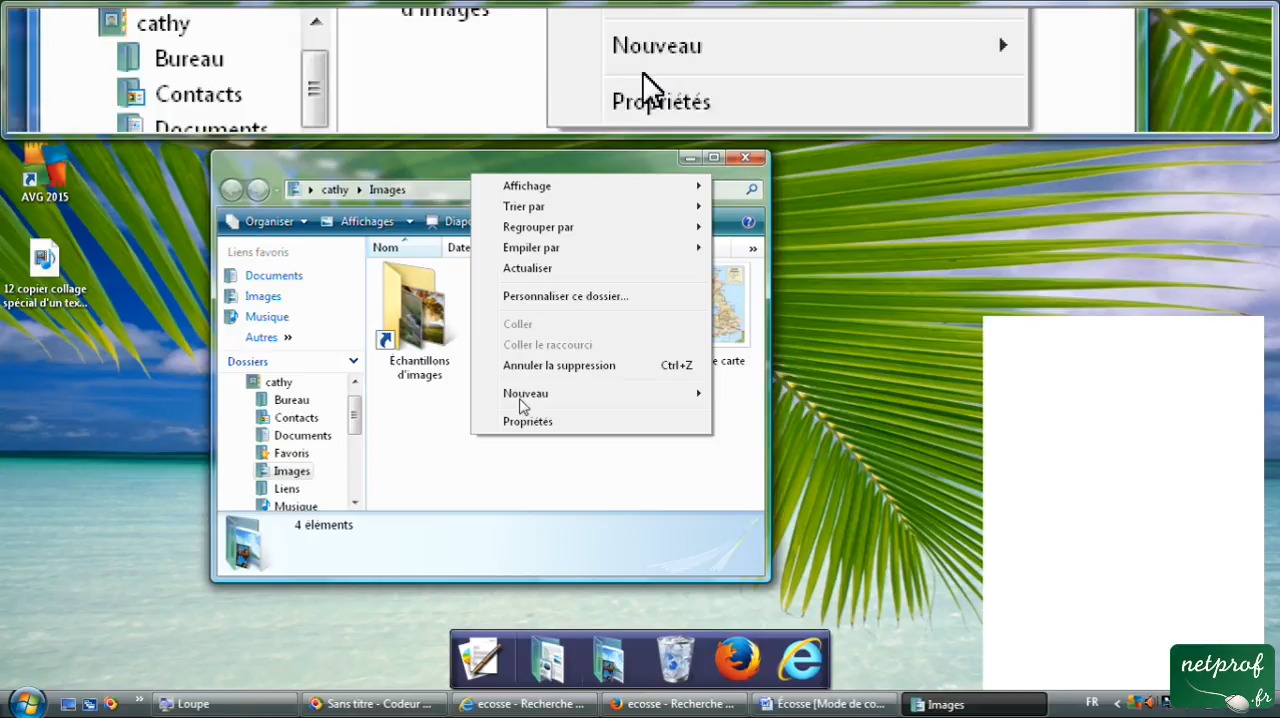 cathy
d'images
Bureau
Nouveau
Contacts
Documents
Propriétés
AVG 2015
12 copier collage
spécial d'un tex...
cathy
Images
Organiser
Affichages
Liens favoris
Nom
Documents
Images
Musique
Autres »
Dossiers
cathy
Bureau
Contacts
Documents
Favoris
Images
Liens
Musique
Echantillons
d'images
e carte
Affichage
Trier par
Regrouper par
Empiler par
Actualiser
Personnaliser ce dossier...
Coller
Coller le raccourci
Annuler la suppression Ctrl+Z
Nouveau
Propriétés
4 éléments
netprof
.fr
Loupe
Sans titre - Codeur ...
ecosse - Recherche ...
ecosse - Recherche ...
Écosse [Mode de co...
Images
FR